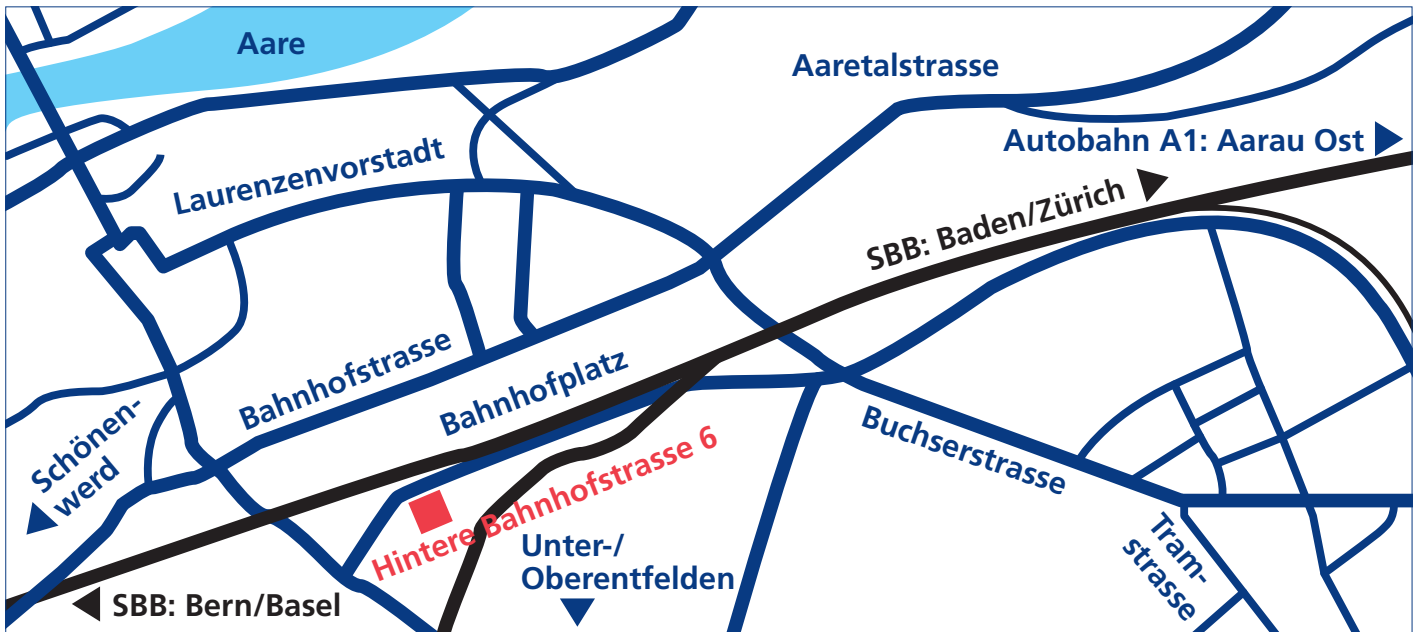 Aare
Aaretalstrasse
Autobahn A1: Aarau Ost
Laurenzenvorstadt
SBB: Baden/Zürich
Bahnhofstrasse
Bahnhofplatz
Schönen-
werd
Buchserstrasse
Hintere Bahnhofstrasse 6
Unter-/
Oberentfelden
Tram-
strasse
SBB: Bern/Basel